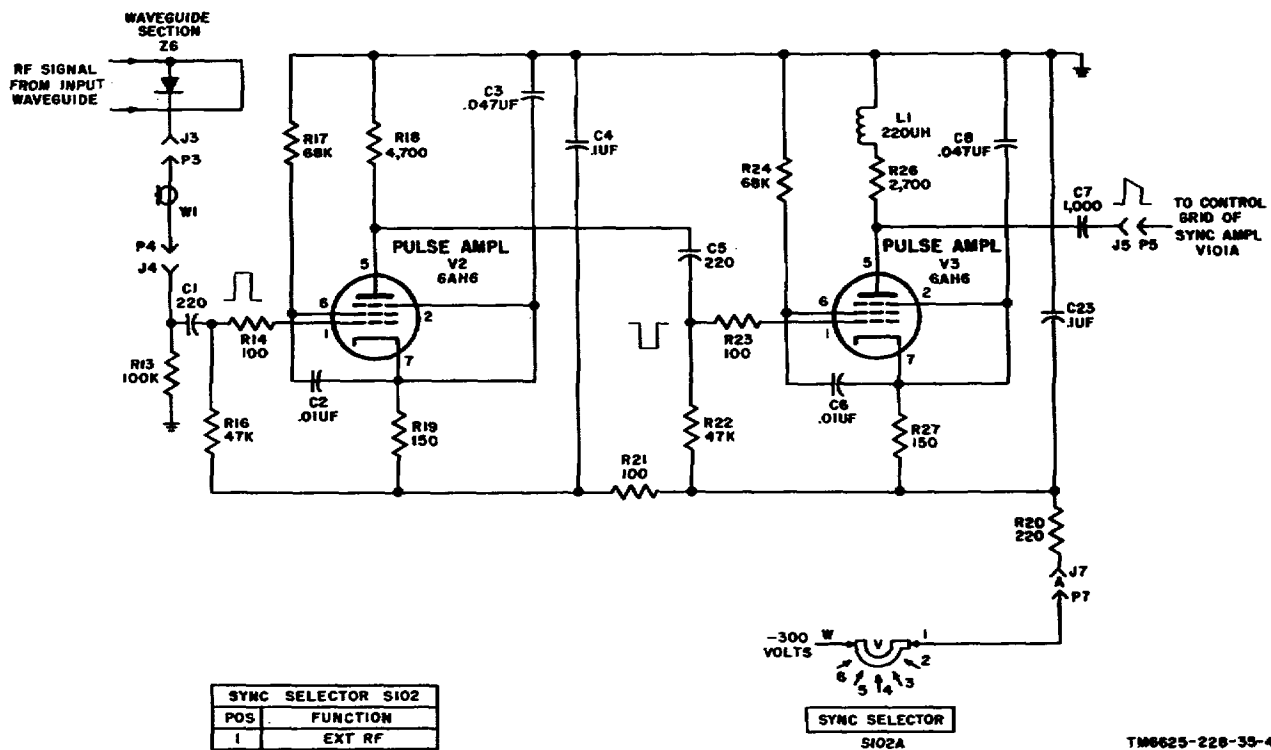 WAVEGUIDE
SECTION
Z6
RF SIGNAL
FROM INPUT
WAVEGUIDE
J3
P3
W1
P4
J4
C1
220
R13
100K
R14
100
R16
47K
R17
68K
R18
4,700
C3
.047UF
C4
.1UF
PULSE AMPL
V2
6AH6
5
6
1
2
7
C2
.01UF
R19
150
C5
220
R23
100
R22
47K
R21
100
R24
68K
L1
220UH
R26
2,700
C8
.047UF
PULSE AMPL
V3
6AH6
5
6
1
2
7
C6
.01UF
R27
150
C7
1,000
J5 P5
TO CONTROL
GRID OF
SYNC AMPL
V101A
C23
.1UF
R20
220
J7
A
P7
-300
VOLTS
W
V
1
2
3
4
5
6
SYNC SELECTOR
S102A
SYNC SELECTOR S102
POS FUNCTION
1 EXT RF
TM6625-228-35-4